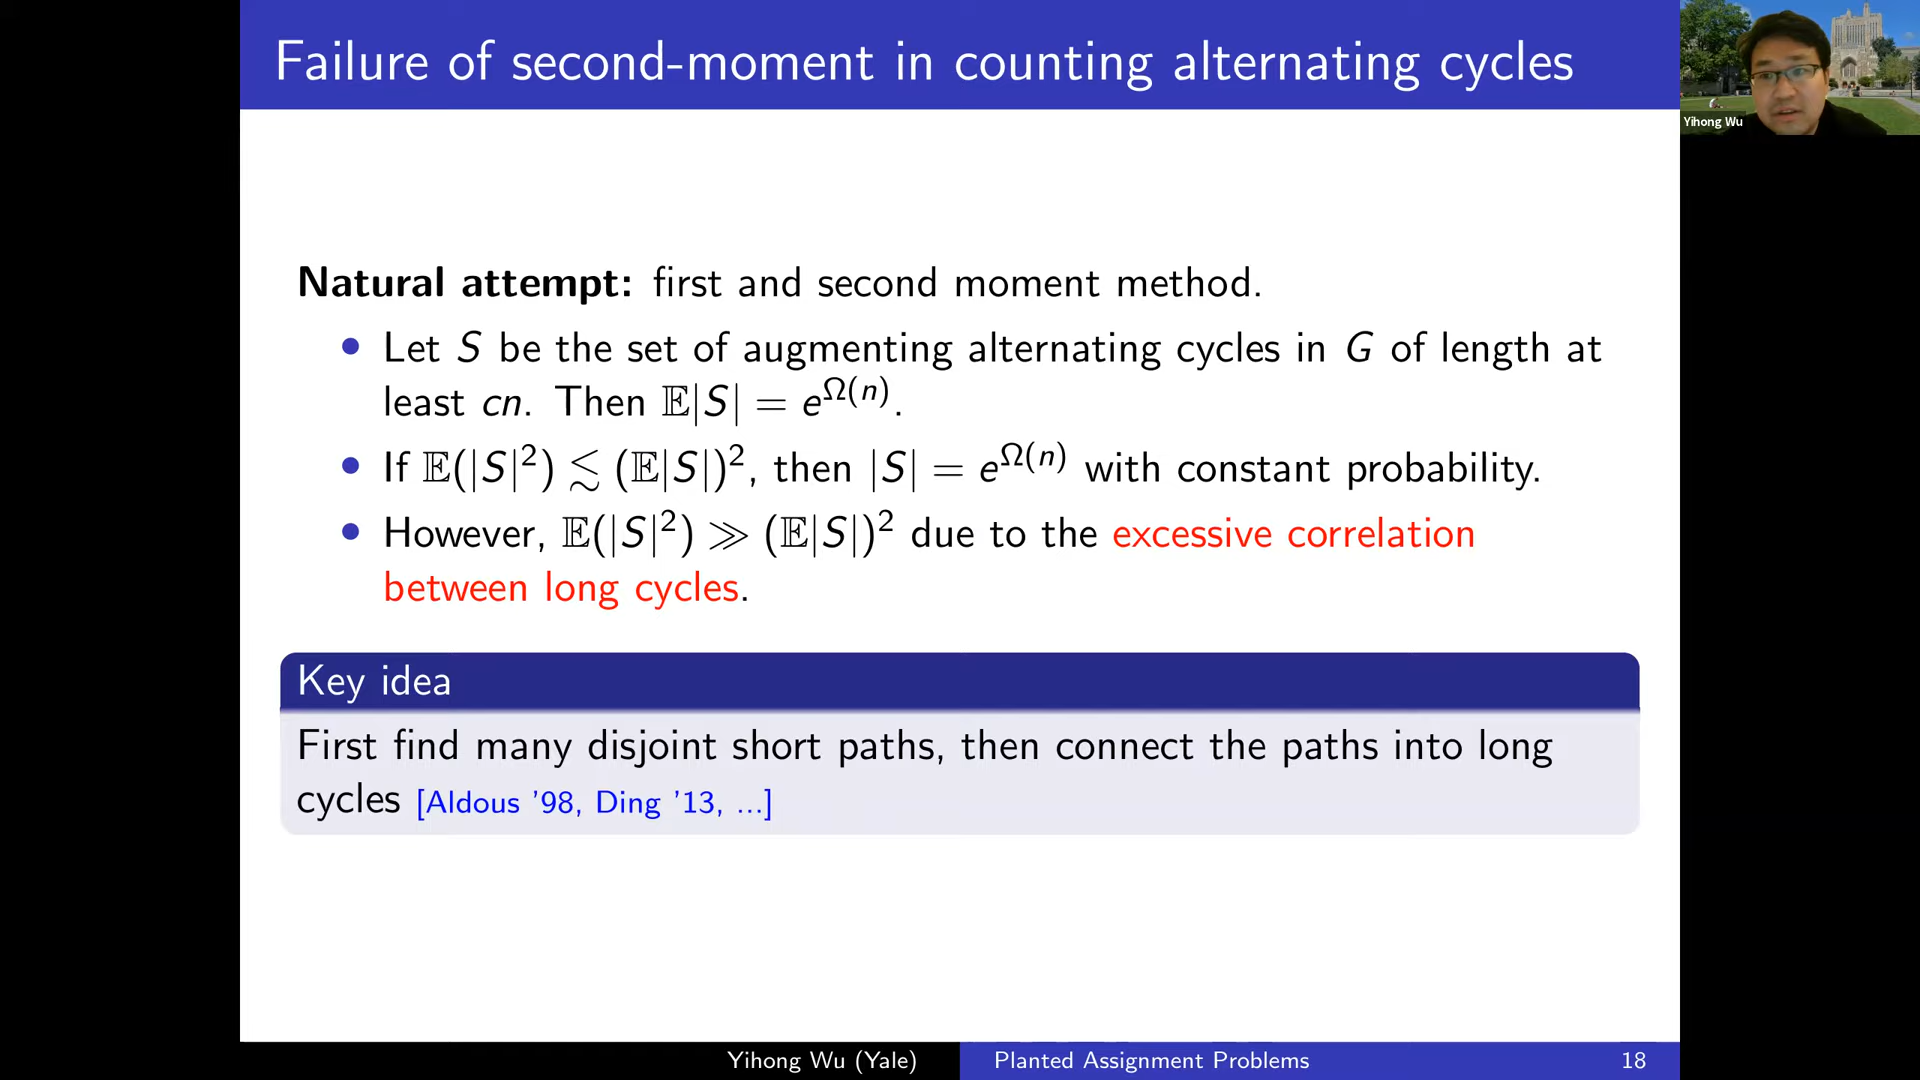 Failure of second-moment in counting alternating cycles
Yihong Wu
Natural attempt: first and second moment method.
• Let S be the set of augmenting alternating cycles in G of length at
least cn. Then 𝔼|S| = e^{Ω(n)}.
• If 𝔼(|S|²) ≲ (𝔼|S|)², then |S| = e^{Ω(n)} with constant probability.
• However, 𝔼(|S|²) ≫ (𝔼|S|)² due to the excessive correlation
between long cycles.
Key idea
First find many disjoint short paths, then connect the paths into long
cycles [Aldous ’98, Ding ’13, ...]
Yihong Wu (Yale) Planted Assignment Problems 18